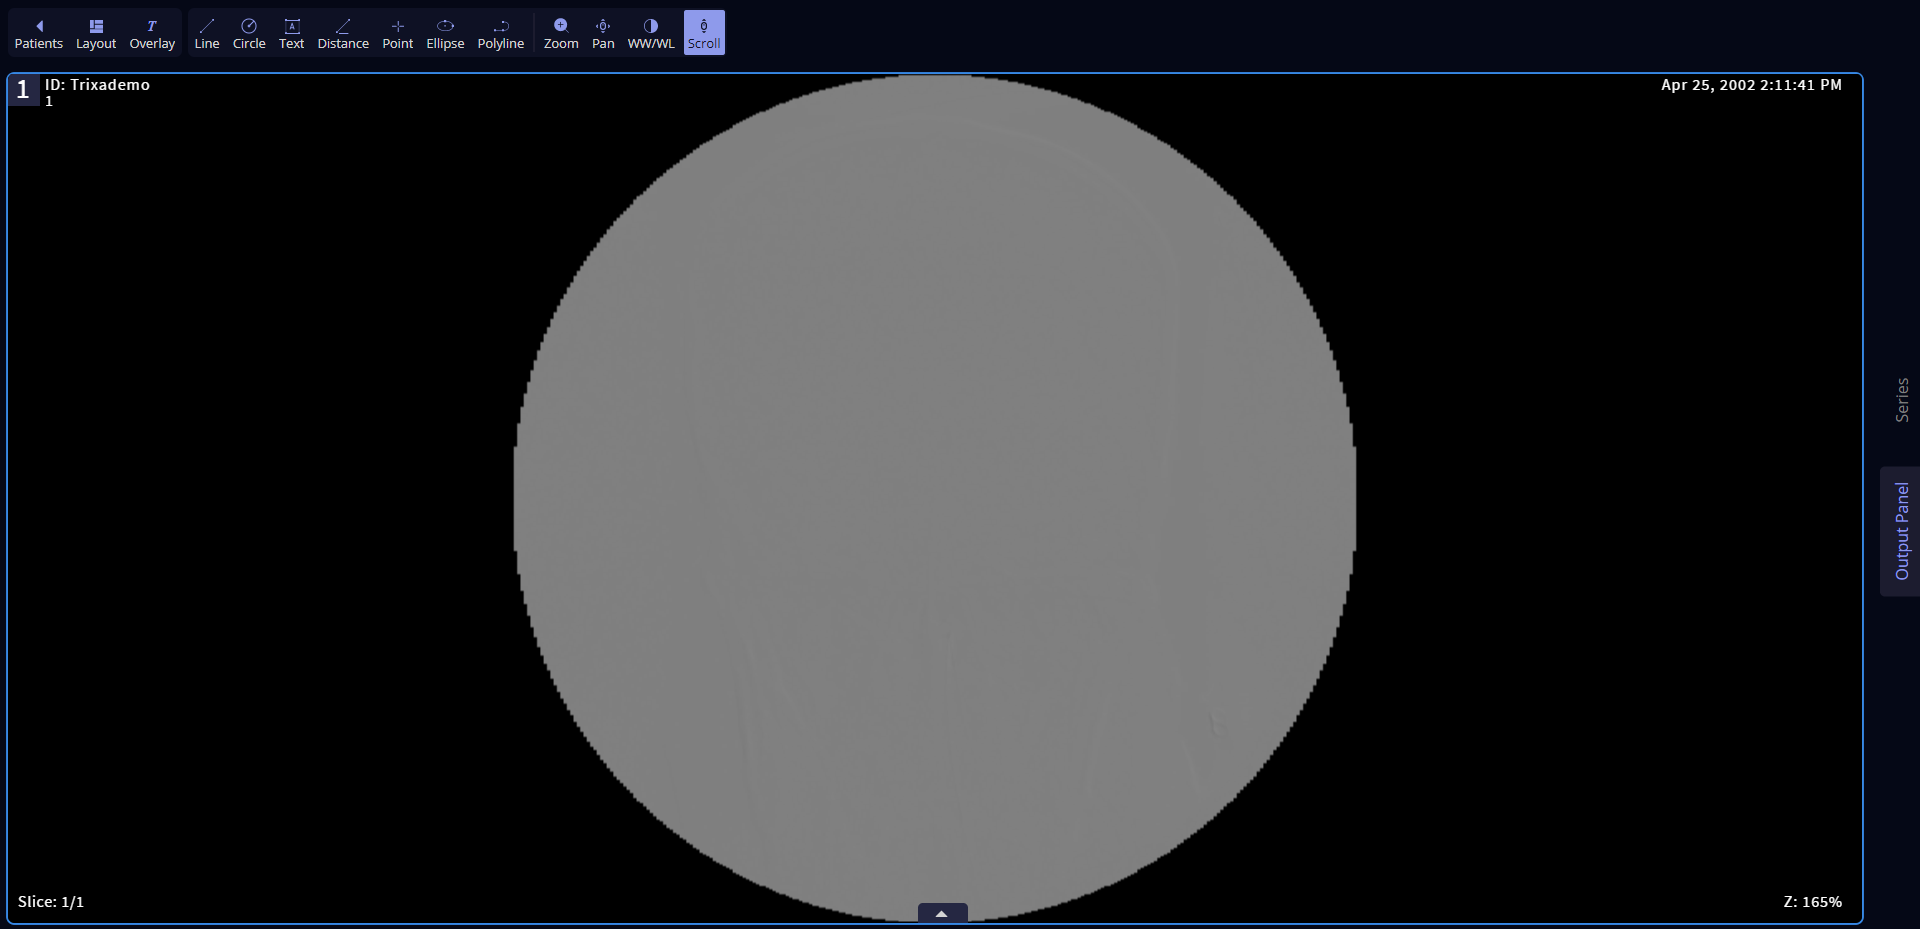 Patients
Layout
Overlay
Line
Circle
Text
Distance
Point
Ellipse
Polyline
Zoom
Pan
WW/WL
Scroll
1
ID: Trixademo
1
Apr 25, 2002 2:11:41 PM
Series
Output Panel
Slice: 1/1
Z: 165%